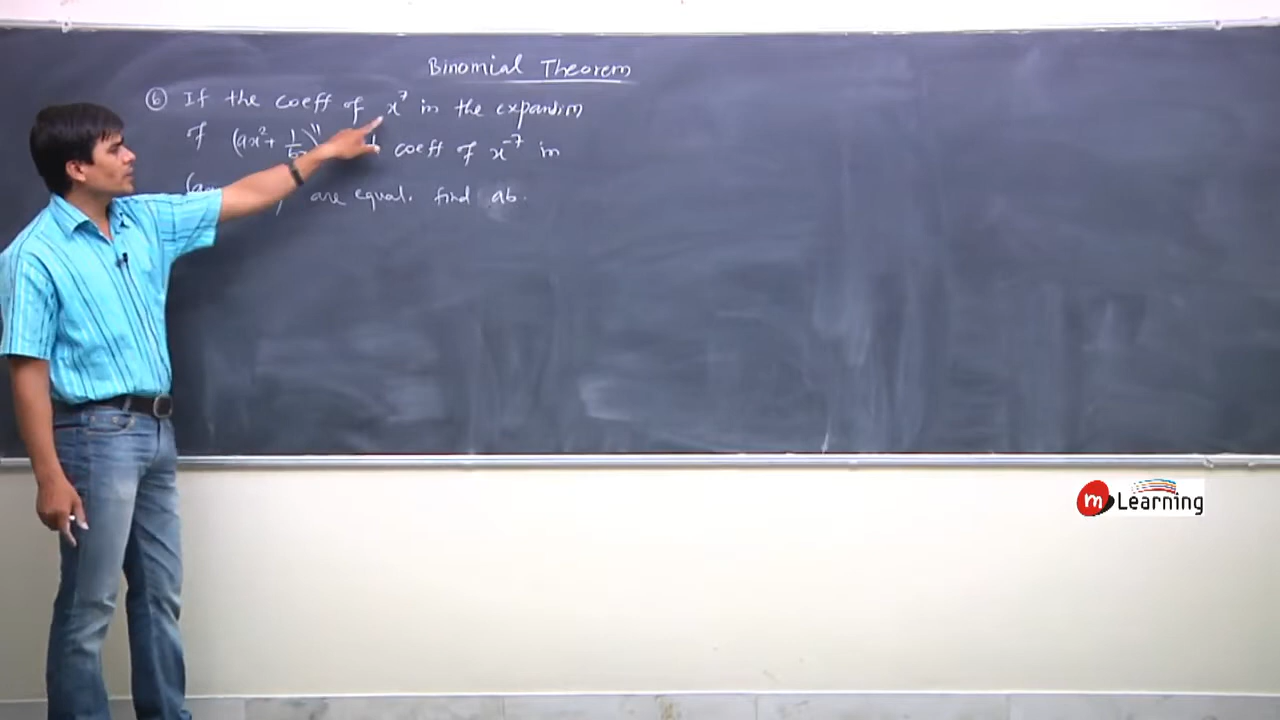 Binomial Theorem
⑥ If the coeff of x⁷ in the expantion
of (ax² + 1/b )¹¹ coeff of x⁻⁷ in
are equal. find ab.
m Learning